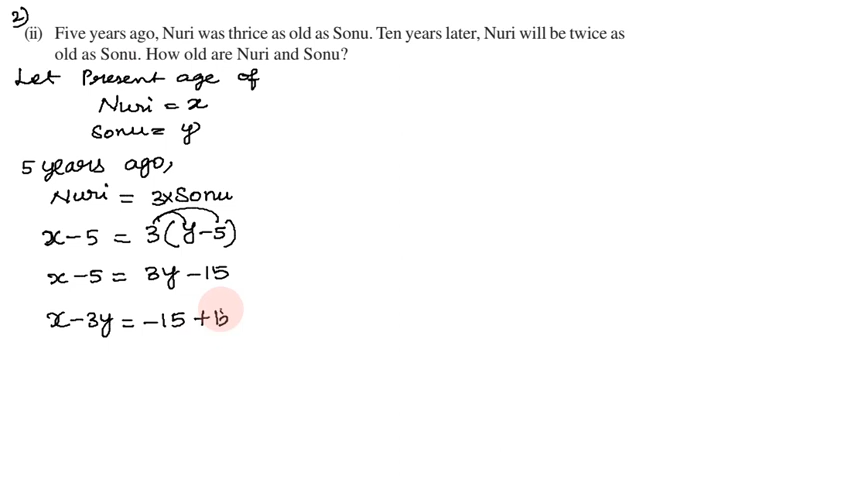 2)
(ii) Five years ago, Nuri was thrice as old as Sonu. Ten years later, Nuri will be twice as
old as Sonu. How old are Nuri and Sonu?
Let Present age of
Nuri = x
Sonu = y
5 years ago,
Nuri = 3×Sonu
x-5 = 3(y-5)
x-5 = 3y-15
x-3y = -15 +